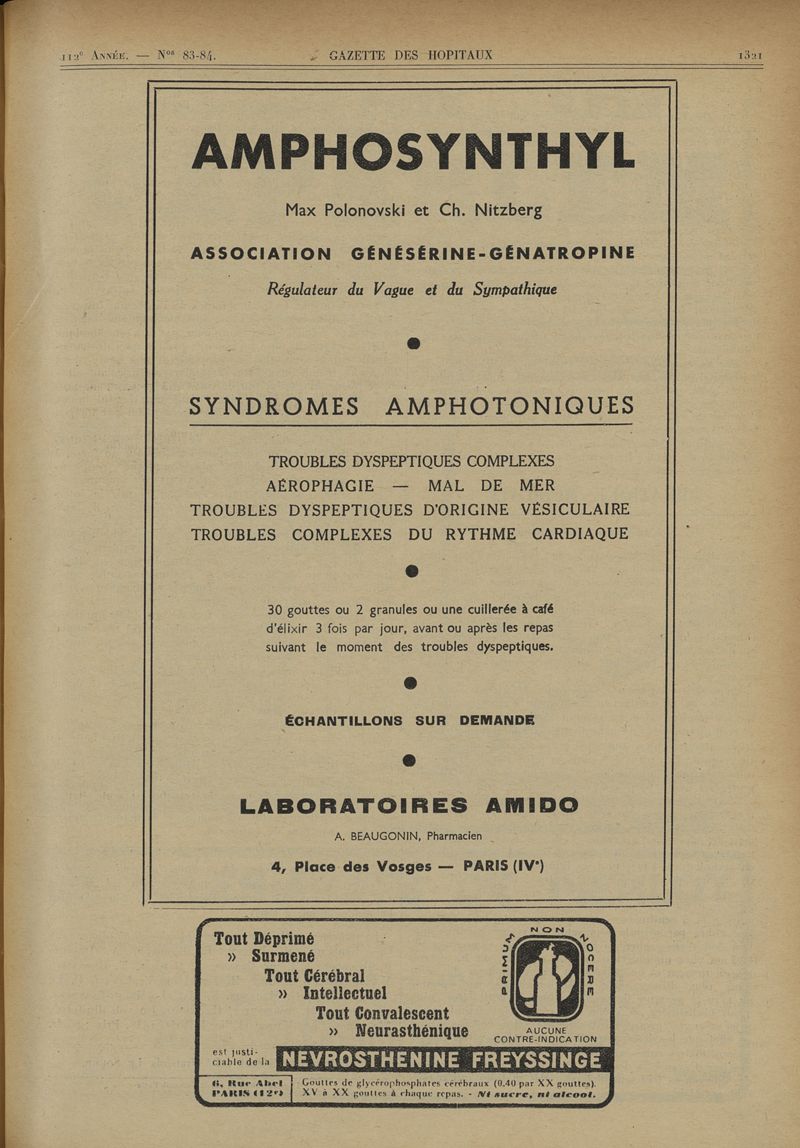 112e ANNÉE. — Nos 83-84.
GAZETTE DES HOPITAUX
1321
AMPHOSYNTHYL
Max Polonovski et Ch. Nitzberg
ASSOCIATION GÉNÉSÉRINE-GÉNATROPINE
Régulateur du Vague et du Sympathique
SYNDROMES AMPHOTONIQUES
TROUBLES DYSPEPTIQUES COMPLEXES
AÉROPHAGIE — MAL DE MER
TROUBLES DYSPEPTIQUES D'ORIGINE VÉSICULAIRE
TROUBLES COMPLEXES DU RYTHME CARDIAQUE
30 gouttes ou 2 granules ou une cuillerée à café
d'élixir 3 fois par jour, avant ou après les repas
suivant le moment des troubles dyspeptiques.
ÉCHANTILLONS SUR DEMANDE
LABORATOIRES AMIDO
A. BEAUGONIN, Pharmacien
4, Place des Vosges — PARIS (IVe)
Tout Déprimé
» Surmené
Tout Cérébral
» Intellectuel
Tout Convalescent
» Neurasthénique
PRIMUM NON NOCERE
AUCUNE
CONTRE-INDICATION
est justi-
ciable de la
NÉVROSTHÉNINE FREYSSINGE
6, Rue Abel
PARIS (12e)
Gouttes de glycérophosphates cérébraux (0.40 par XX gouttes).
XV à XX gouttes à chaque repas. - Ni sucre, ni alcool.